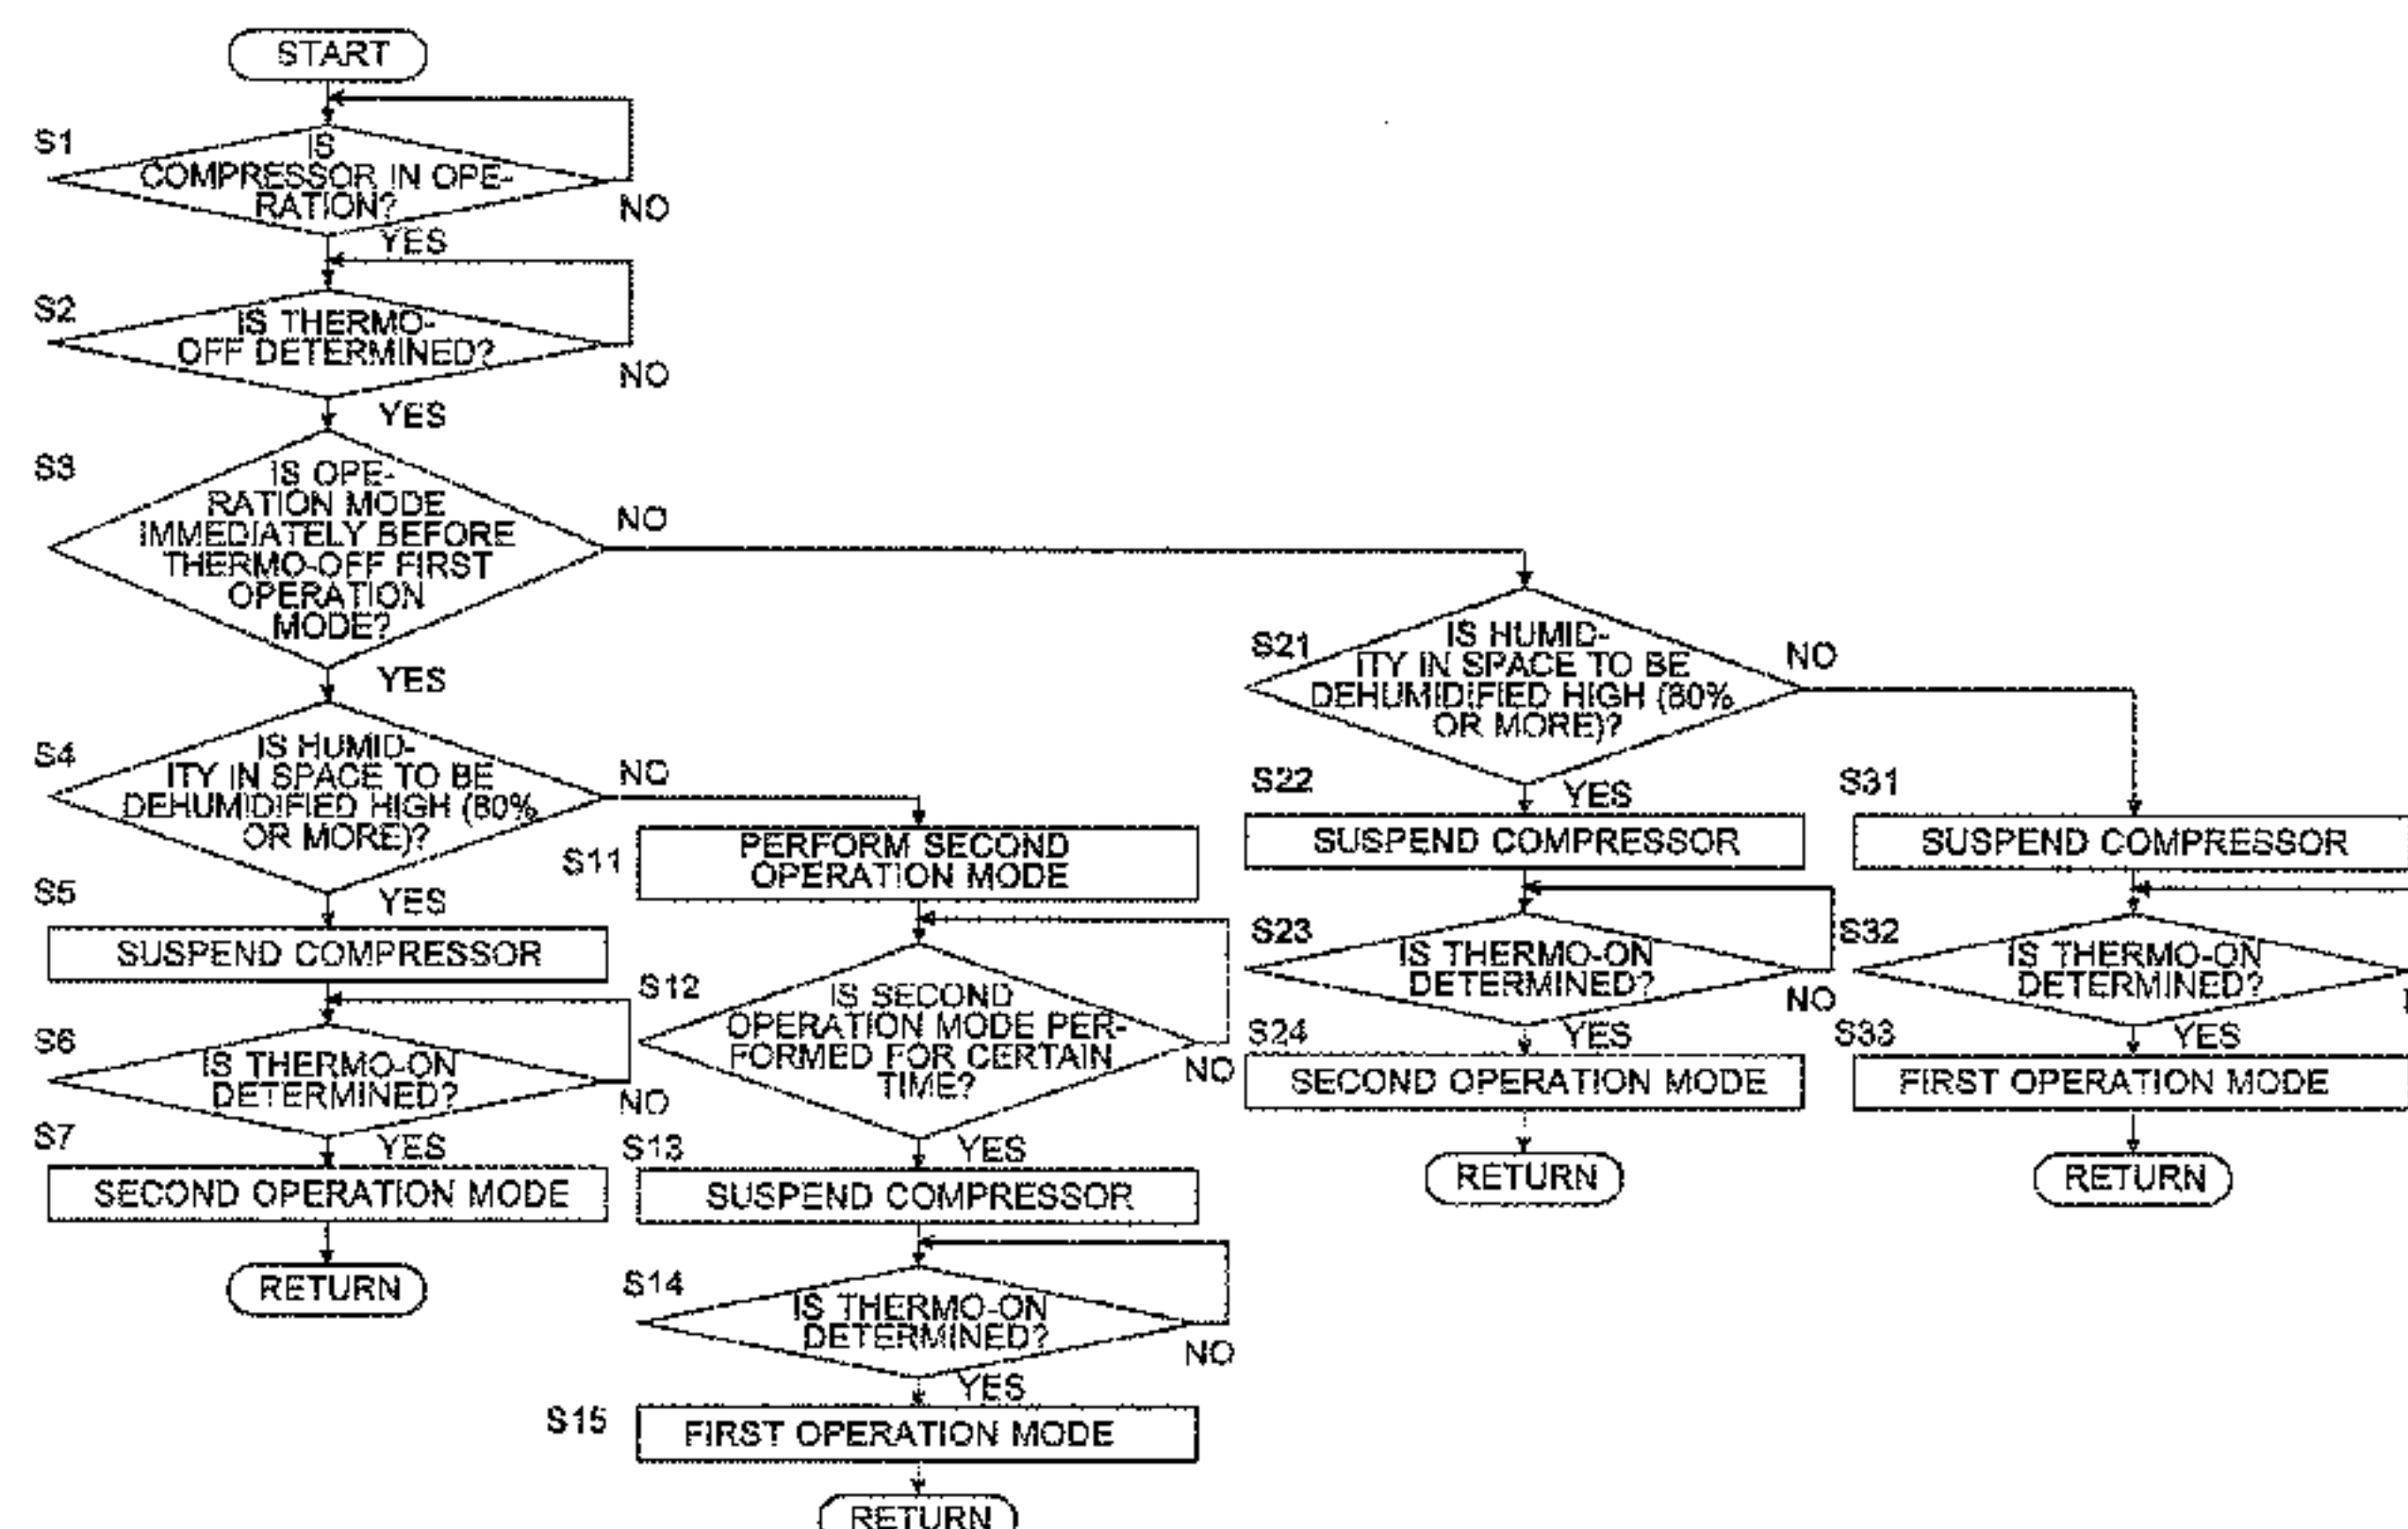 START
S1
IS
COMPRESSOR IN OPE-
RATION?
NO
YES
S2
IS THERMO-
OFF DETERMINED?
NO
YES
S3
IS OPE-
RATION MODE
IMMEDIATELY BEFORE
THERMO-OFF FIRST
OPERATION
MODE?
NO
YES
S4
IS HUMID-
ITY IN SPACE TO BE
DEHUMIDIFIED HIGH (80%
OR MORE)?
NO
YES
S5
SUSPEND COMPRESSOR
S6
IS THERMO-ON
DETERMINED?
NO
YES
S7
SECOND OPERATION MODE
RETURN
S11
PERFORM SECOND
OPERATION MODE
S12
IS SECOND
OPERATION MODE PER-
FORMED FOR CERTAIN
TIME?
NO
YES
S13
SUSPEND COMPRESSOR
S14
IS THERMO-ON
DETERMINED?
NO
YES
S15
FIRST OPERATION MODE
RETURN
S21
IS HUMID-
ITY IN SPACE TO BE
DEHUMIDIFIED HIGH (80%
OR MORE)?
NO
YES
S22
SUSPEND COMPRESSOR
S23
IS THERMO-ON
DETERMINED?
NO
YES
S24
SECOND OPERATION MODE
RETURN
S31
SUSPEND COMPRESSOR
S32
IS THERMO-ON
DETERMINED?
YES
S33
FIRST OPERATION MODE
RETURN